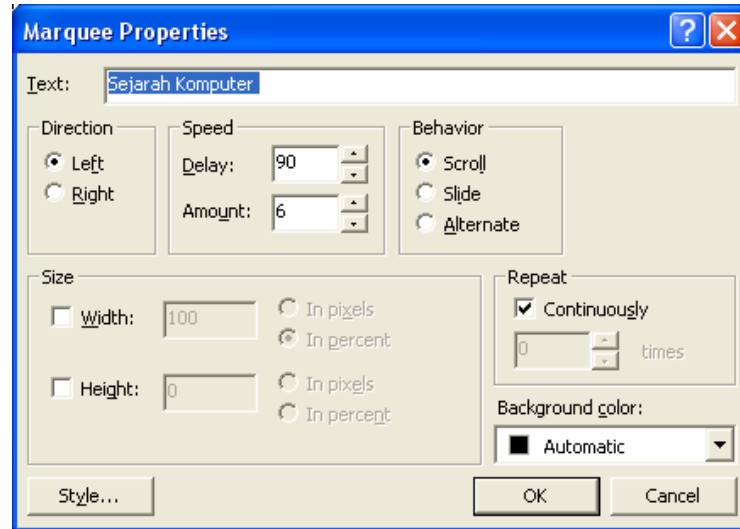 Marquee Properties
Text: Sejarah Komputer
Direction
Left
Right
Speed
Delay: 90
Amount: 6
Behavior
Scroll
Slide
Alternate
Size
Width: 100
In pixels
In percent
Height: 0
In pixels
In percent
Repeat
Continuously
0 times
Background color:
Automatic
Style...
OK
Cancel